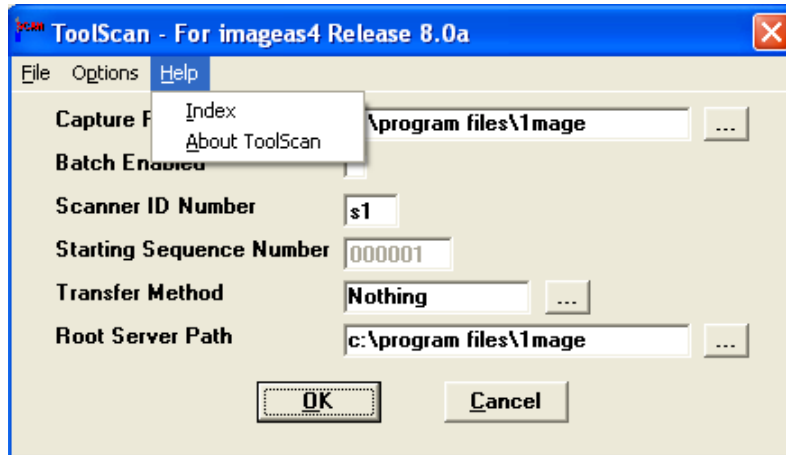 SCAN ToolScan - For imageas4 Release 8.0a
File Options Help
Index
About ToolScan
Capture \program files\1mage ...
Batch Enabled
Scanner ID Number s1
Starting Sequence Number 000001
Transfer Method Nothing ...
Root Server Path c:\program files\1mage ...
OK Cancel